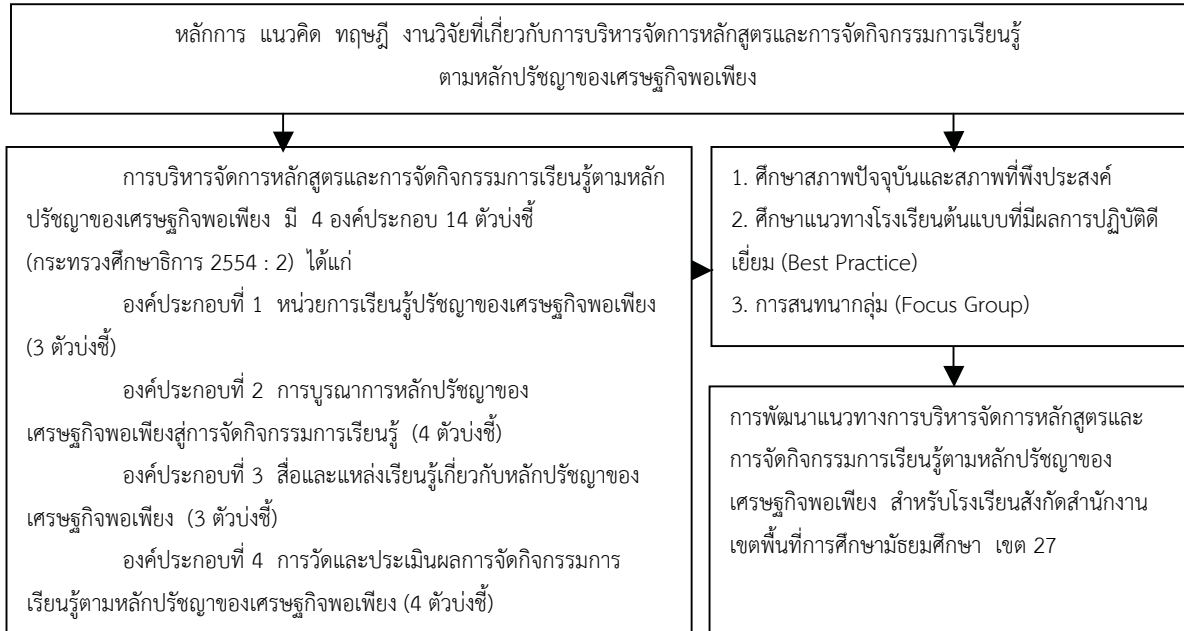 หลักการ แนวคิด ทฤษฎี งานวิจัยที่เกี่ยวกับการบริหารจัดการหลักสูตรและการจัดกิจกรรมการเรียนรู้
ตามหลักปรัชญาของเศรษฐกิจพอเพียง
การบริหารจัดการหลักสูตรและการจัดกิจกรรมการเรียนรู้ตามหลัก
ปรัชญาของเศรษฐกิจพอเพียง มี 4 องค์ประกอบ 14 ตัวบ่งชี้
(กระทรวงศึกษาธิการ 2554 : 2) ได้แก่
องค์ประกอบที่ 1 หน่วยการเรียนรู้ปรัชญาของเศรษฐกิจพอเพียง
(3 ตัวบ่งชี้)
องค์ประกอบที่ 2 การบูรณาการหลักปรัชญาของ
เศรษฐกิจพอเพียงสู่การจัดกิจกรรมการเรียนรู้ (4 ตัวบ่งชี้)
องค์ประกอบที่ 3 สื่อและแหล่งเรียนรู้เกี่ยวกับหลักปรัชญาของ
เศรษฐกิจพอเพียง (3 ตัวบ่งชี้)
องค์ประกอบที่ 4 การวัดและประเมินผลการจัดกิจกรรมการ
เรียนรู้ตามหลักปรัชญาของเศรษฐกิจพอเพียง (4 ตัวบ่งชี้)
1. ศึกษาสภาพปัจจุบันและสภาพที่พึงประสงค์
2. ศึกษาแนวทางโรงเรียนต้นแบบที่มีผลการปฏิบัติดี
เยี่ยม (Best Practice)
3. การสนทนากลุ่ม (Focus Group)
การพัฒนาแนวทางการบริหารจัดการหลักสูตรและ
การจัดกิจกรรมการเรียนรู้ตามหลักปรัชญาของ
เศรษฐกิจพอเพียง สำหรับโรงเรียนสังกัดสำนักงาน
เขตพื้นที่การศึกษามัธยมศึกษา เขต 27